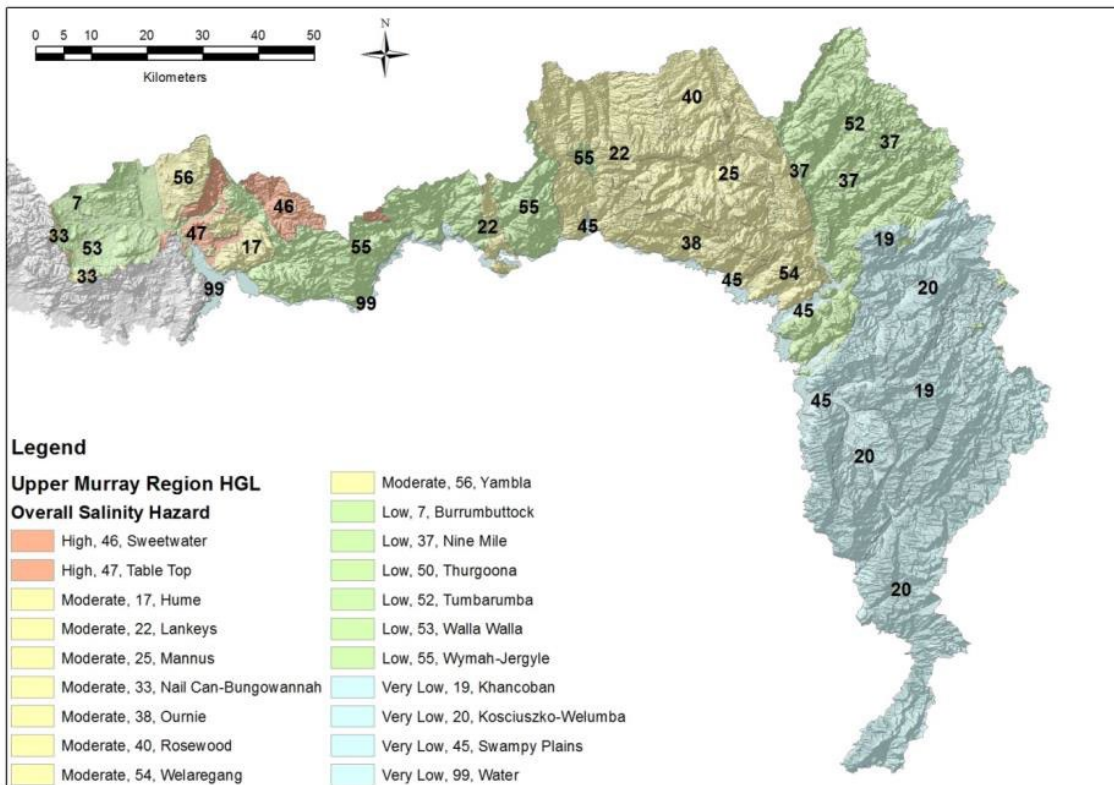 N
0 5 10 20 30 40 50
Kilometers
40
52
37
55
22
56
37
25
37
7
46
47
33
53
17
22
55
45
55
38
19
33
99
99
45
54
20
45
19
45
20
20
Legend
Upper Murray Region HGL
Overall Salinity Hazard
High, 46, Sweetwater
High, 47, Table Top
Moderate, 17, Hume
Moderate, 22, Lankeys
Moderate, 25, Mannus
Moderate, 33, Nail Can-Bungowannah
Moderate, 38, Ournie
Moderate, 40, Rosewood
Moderate, 54, Welaregang
Moderate, 56, Yambla
Low, 7, Burrumbuttock
Low, 37, Nine Mile
Low, 50, Thurgoona
Low, 52, Tumbarumba
Low, 53, Walla Walla
Low, 55, Wymah-Jergyle
Very Low, 19, Khancoban
Very Low, 20, Kosciuszko-Welumba
Very Low, 45, Swampy Plains
Very Low, 99, Water